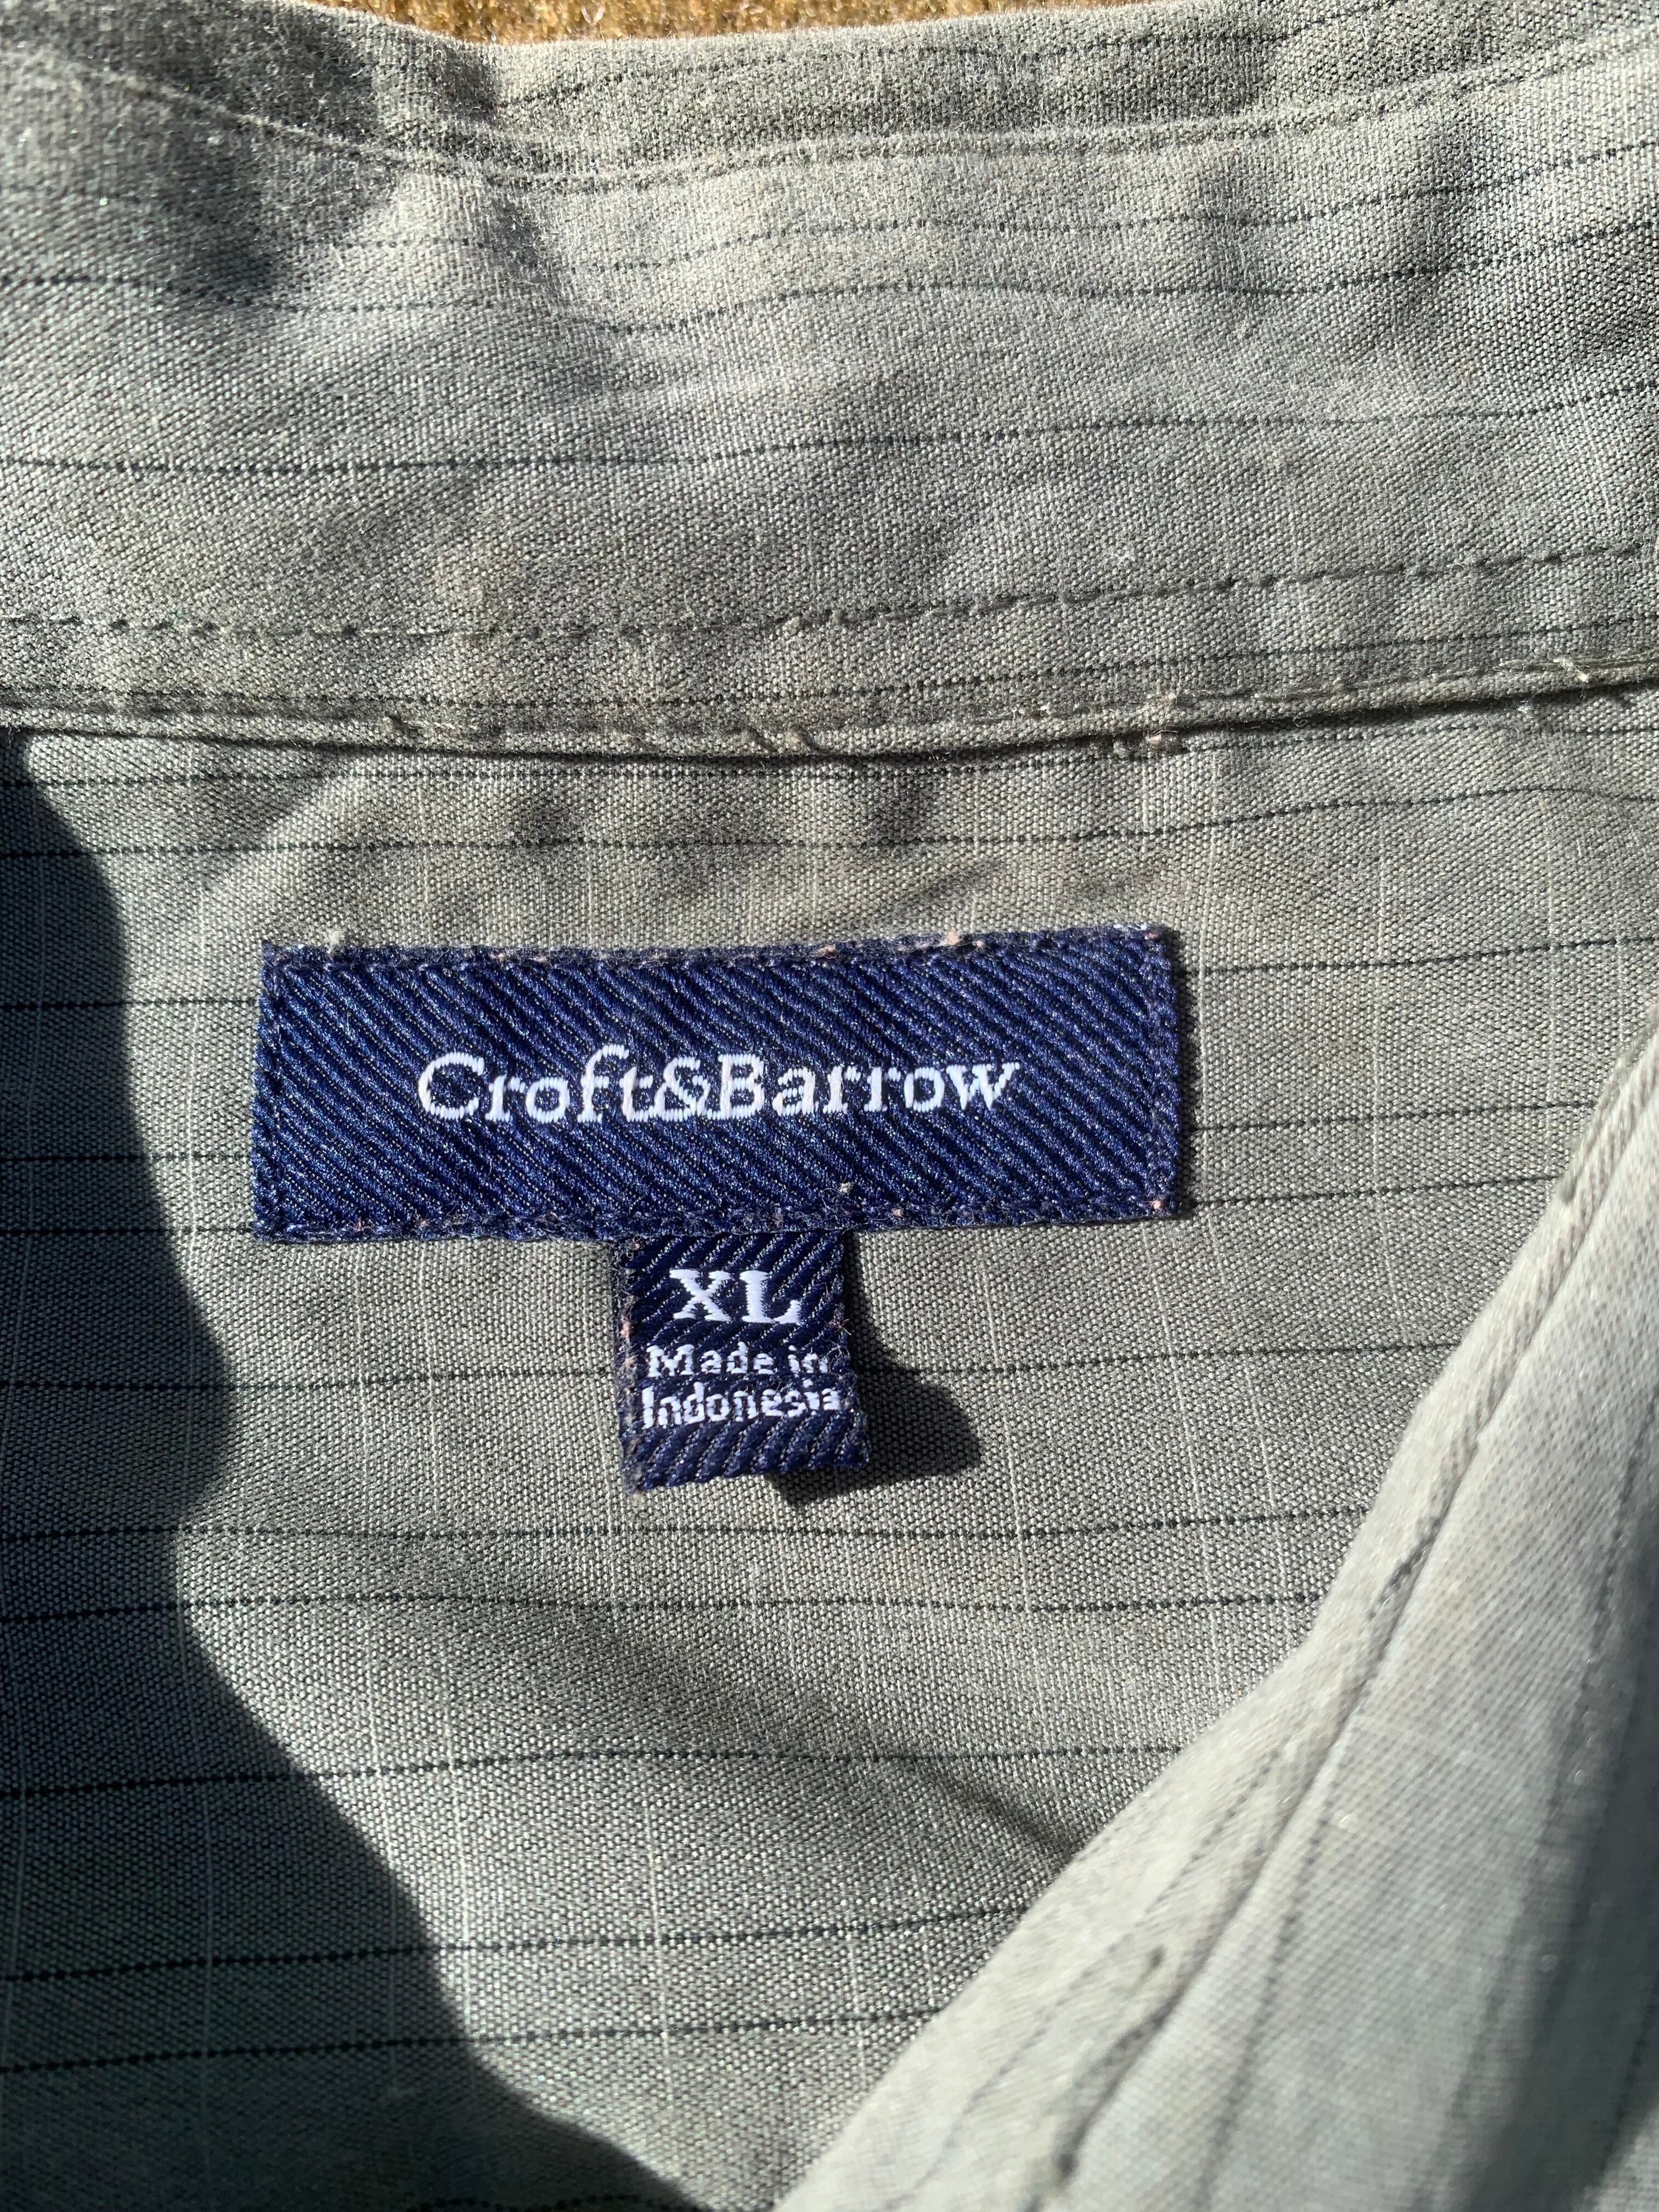 Croft&Barrow
XL
Made in
Indonesia